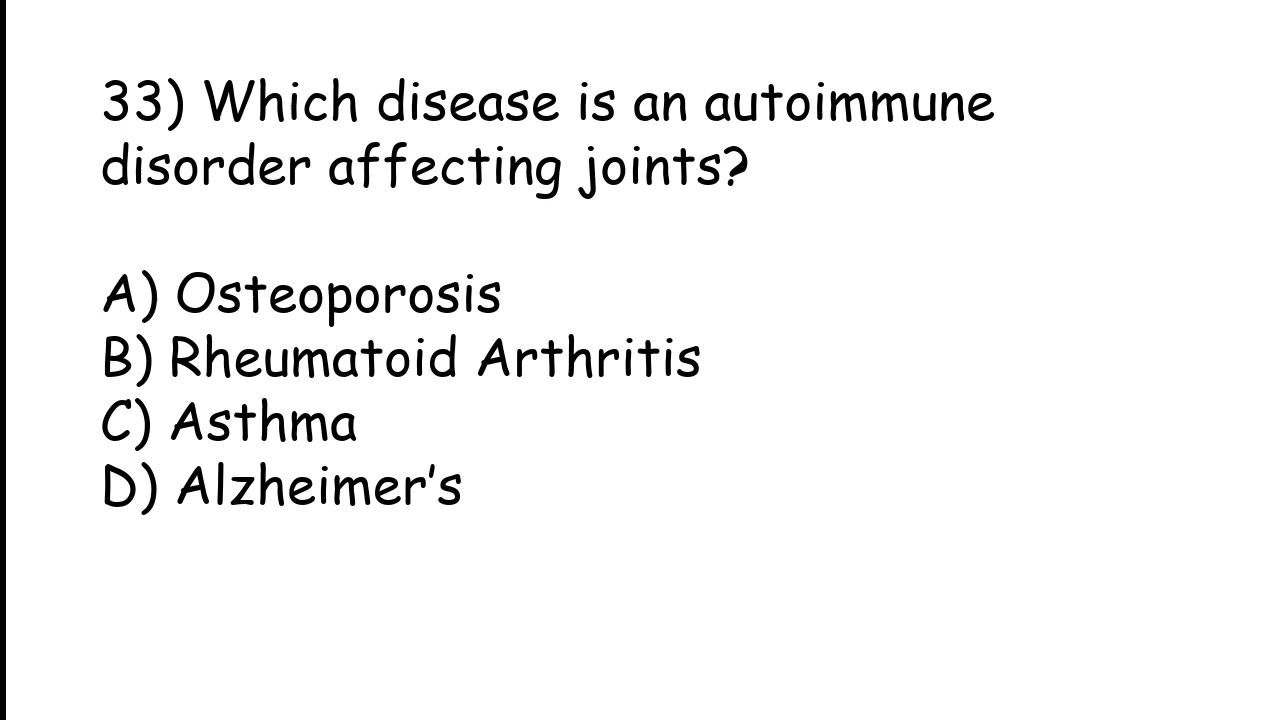 33) Which disease is an autoimmune
disorder affecting joints?
A) Osteoporosis
B) Rheumatoid Arthritis
C) Asthma
D) Alzheimer’s